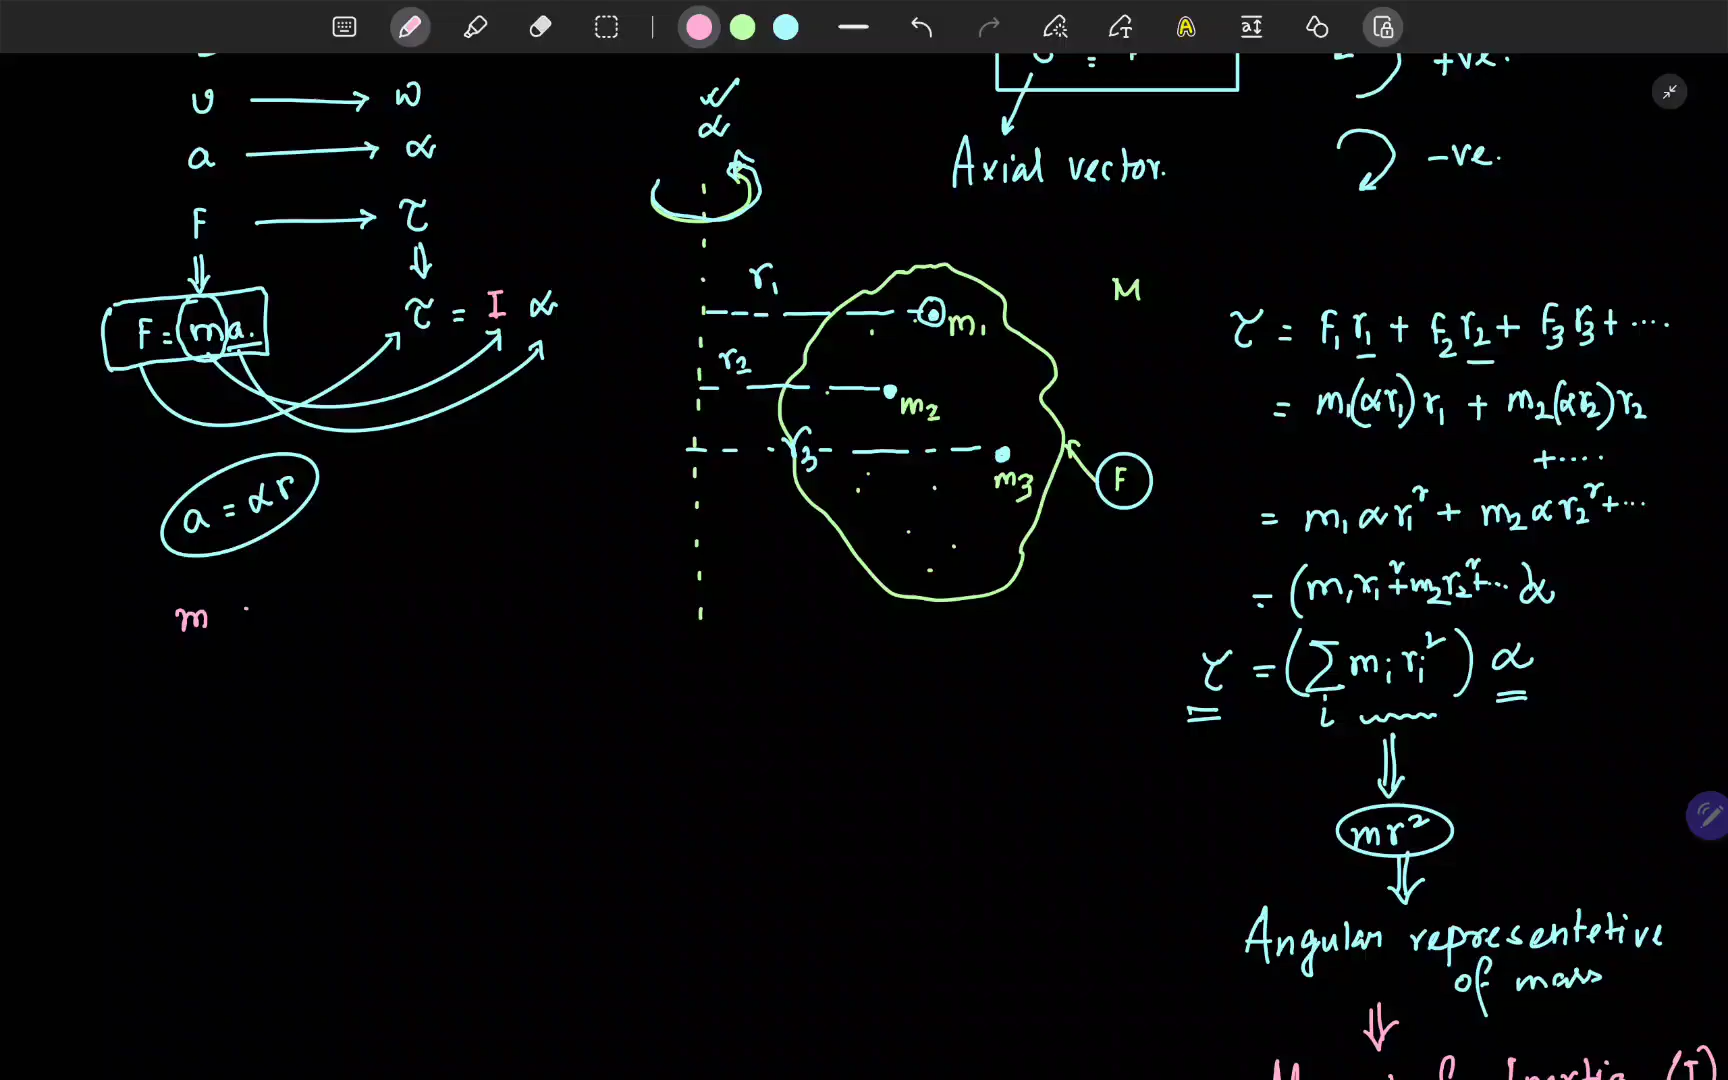 υ → ω
a → α
F → τ
F = ma.
τ = I α
a = αr
m
α
r₁
m₁
r₂
m₂
r₃
m₃
M
F
Axial vector.
+ve.
-ve.
τ = F₁r₁ + F₂r₂ + F₃r₃ + ....
= m₁(αr₁)r₁ + m₂(αr₂)r₂
+ ....
= m₁αr₁² + m₂αr₂² + ...
= (m₁r₁² + m₂r₂² + ... α
τ = (∑ mᵢrᵢ²) α
i
mr²
Angular representetive
of mass
Inertia (I)